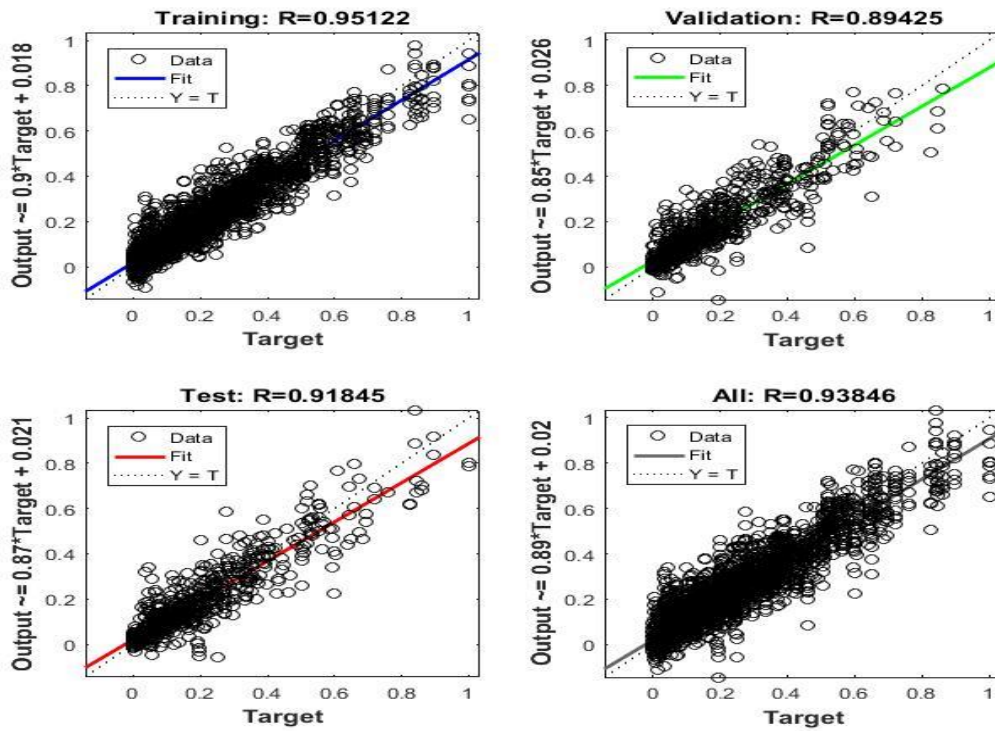 Training: R=0.95122
Output ~= 0.9*Target + 0.018
1
0.8
0.6
0.4
0.2
0
Data
Fit
Y = T
0 0.2 0.4 0.6 0.8 1
Target
Validation: R=0.89425
Output ~= 0.85*Target + 0.026
1
0.8
0.6
0.4
0.2
0
Data
Fit
Y = T
0 0.2 0.4 0.6 0.8 1
Target
Test: R=0.91845
Output ~= 0.87*Target + 0.021
1
0.8
0.6
0.4
0.2
0
Data
Fit
Y = T
0 0.2 0.4 0.6 0.8 1
Target
All: R=0.93846
Output ~= 0.89*Target + 0.02
1
0.8
0.6
0.4
0.2
0
Data
Fit
Y = T
0 0.2 0.4 0.6 0.8 1
Target